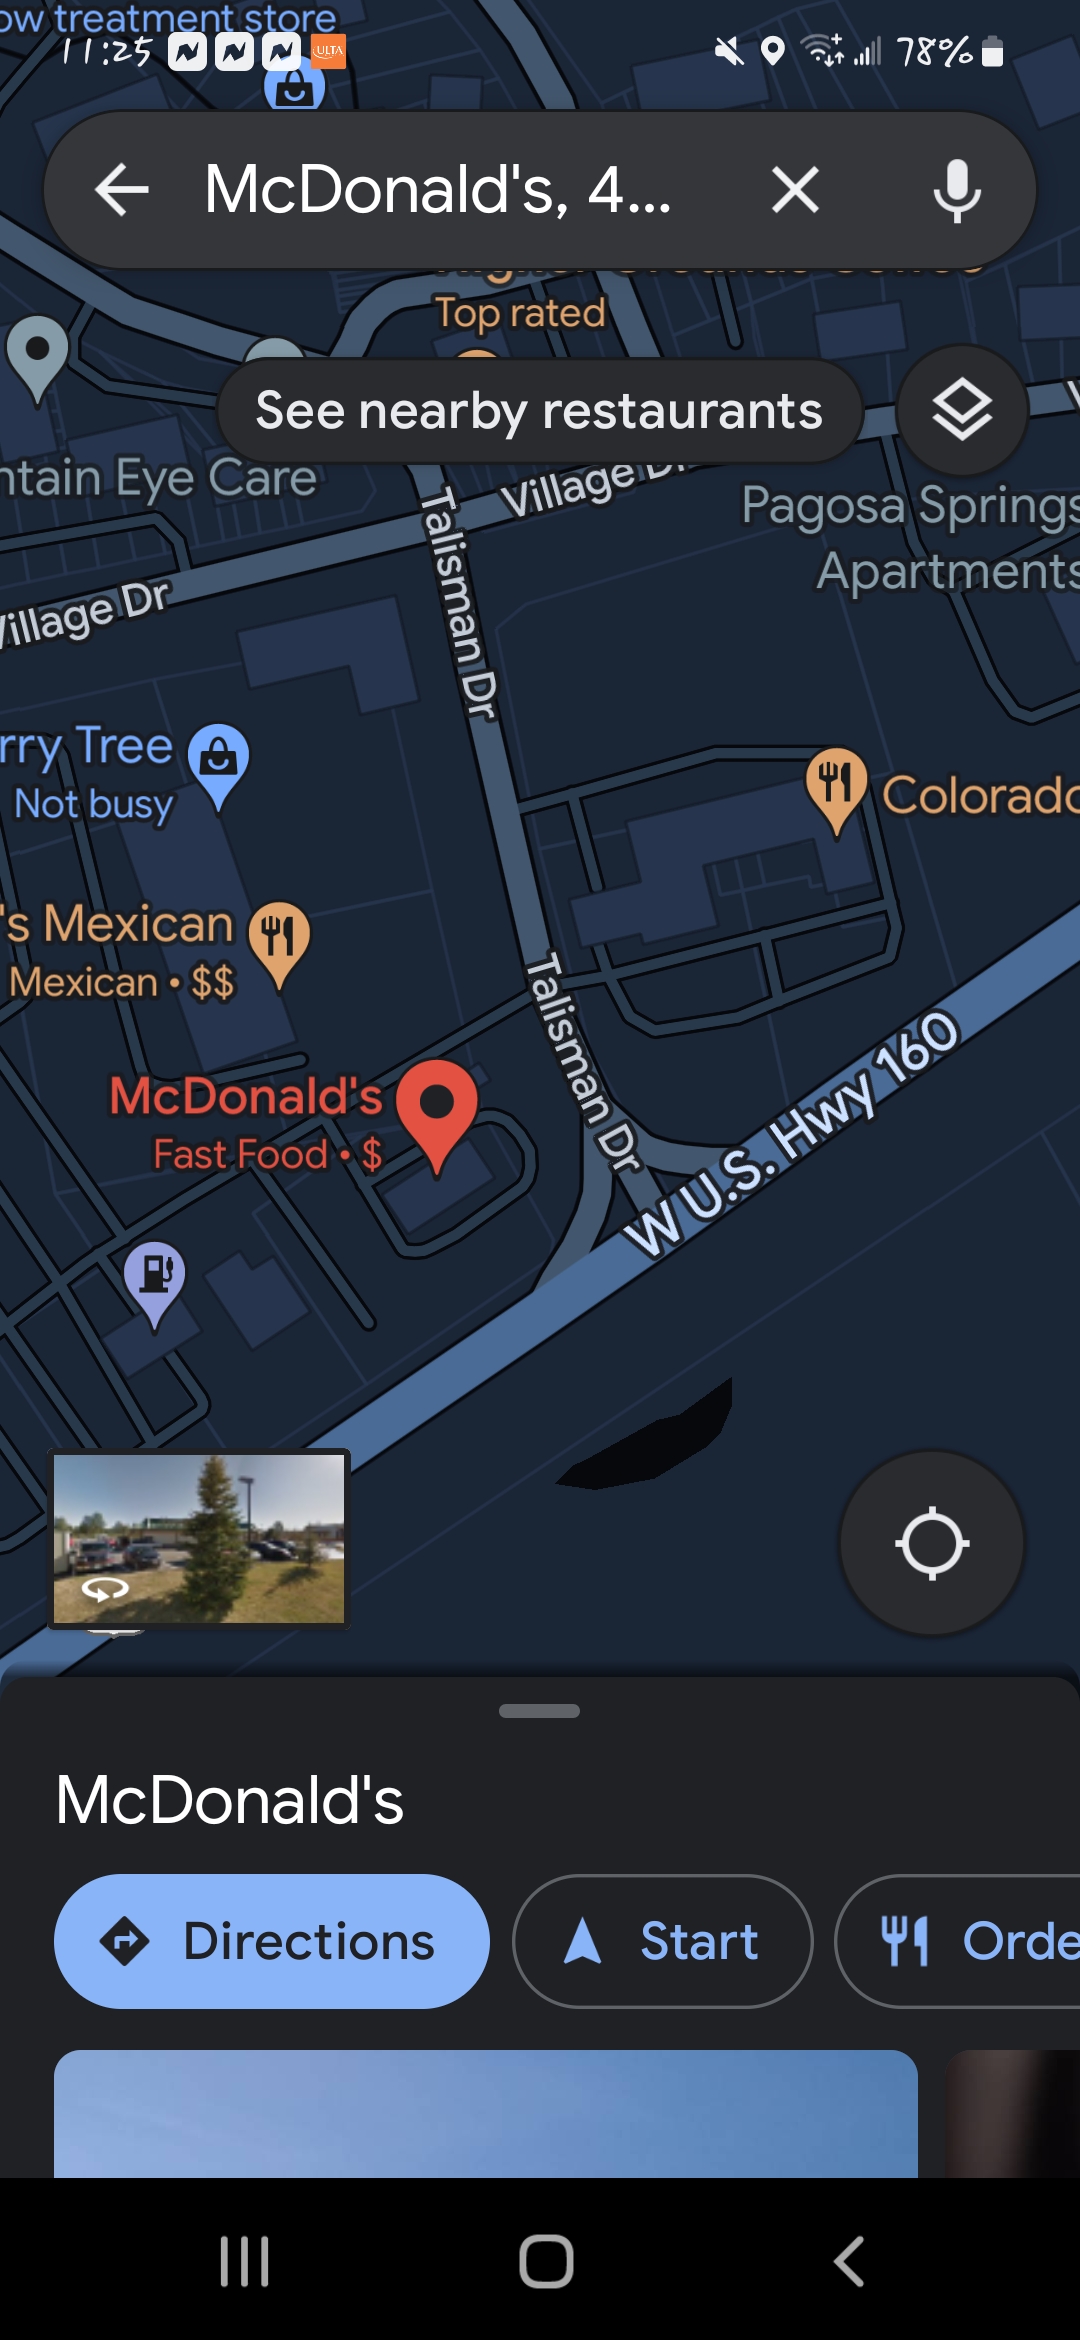 ow treatment store
11:25
ULTA
78%
McDonald's, 4...
Top rated
See nearby restaurants
ntain Eye Care
Village Dr
Pagosa Springs
Apartments
Talisman Dr
Village Dr
rry Tree
Not busy
Colorado
's Mexican
Mexican • $$
Talisman Dr
W U.S. Hwy 160
McDonald's
Fast Food • $
McDonald's
Directions
Start
Orde